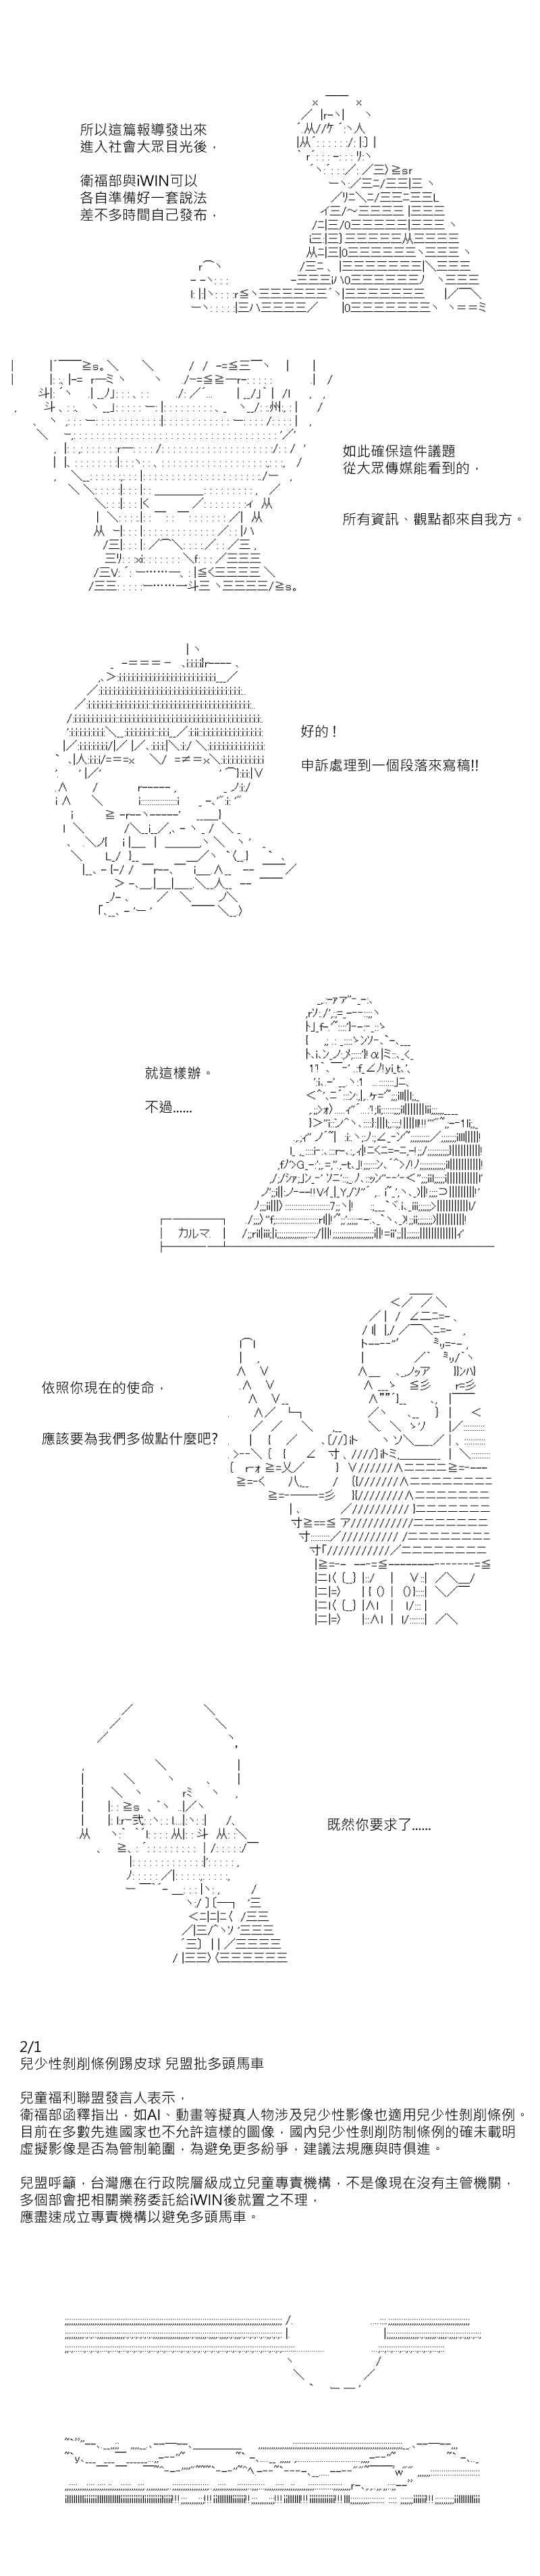 所以這篇報導發出來
進入社會大眾目光後，
衛福部與iWIN可以
各自準備好一套說法
差不多時間自己發布，
如此確保這件議題
從大眾傳媒能看到的，
所有資訊、觀點都來自我方。
好的！
申訴處理到一個段落來寫稿!!
就這樣辦。
不過......
カルマ.
依照你現在的使命，
應該要為我們多做點什麼吧?
既然你要求了......
2/1
兒少性剝削條例踢皮球 兒盟批多頭馬車
兒童福利聯盟發言人表示，
衛福部函釋指出，如AI、動畫等擬真人物涉及兒少性影像也適用兒少性剝削條例。
目前在多數先進國家也不允許這樣的圖像，國內兒少性剝削防制條例的確未載明
虛擬影像是否為管制範圍，為避免更多紛爭，建議法規應與時俱進。
兒盟呼籲，台灣應在行政院層級成立兒童專責機構，不是像現在沒有主管機關，
多個部會把相關業務委託給iWIN後就置之不理，
應盡速成立專責機構以避免多頭馬車。